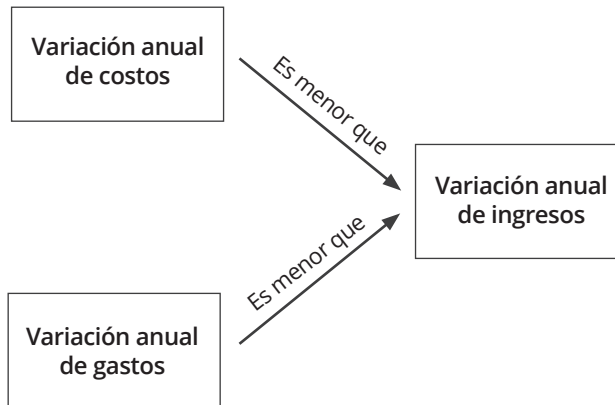 Variación anual
de costos
Es menor que
Variación anual
de ingresos
Es menor que
Variación anual
de gastos